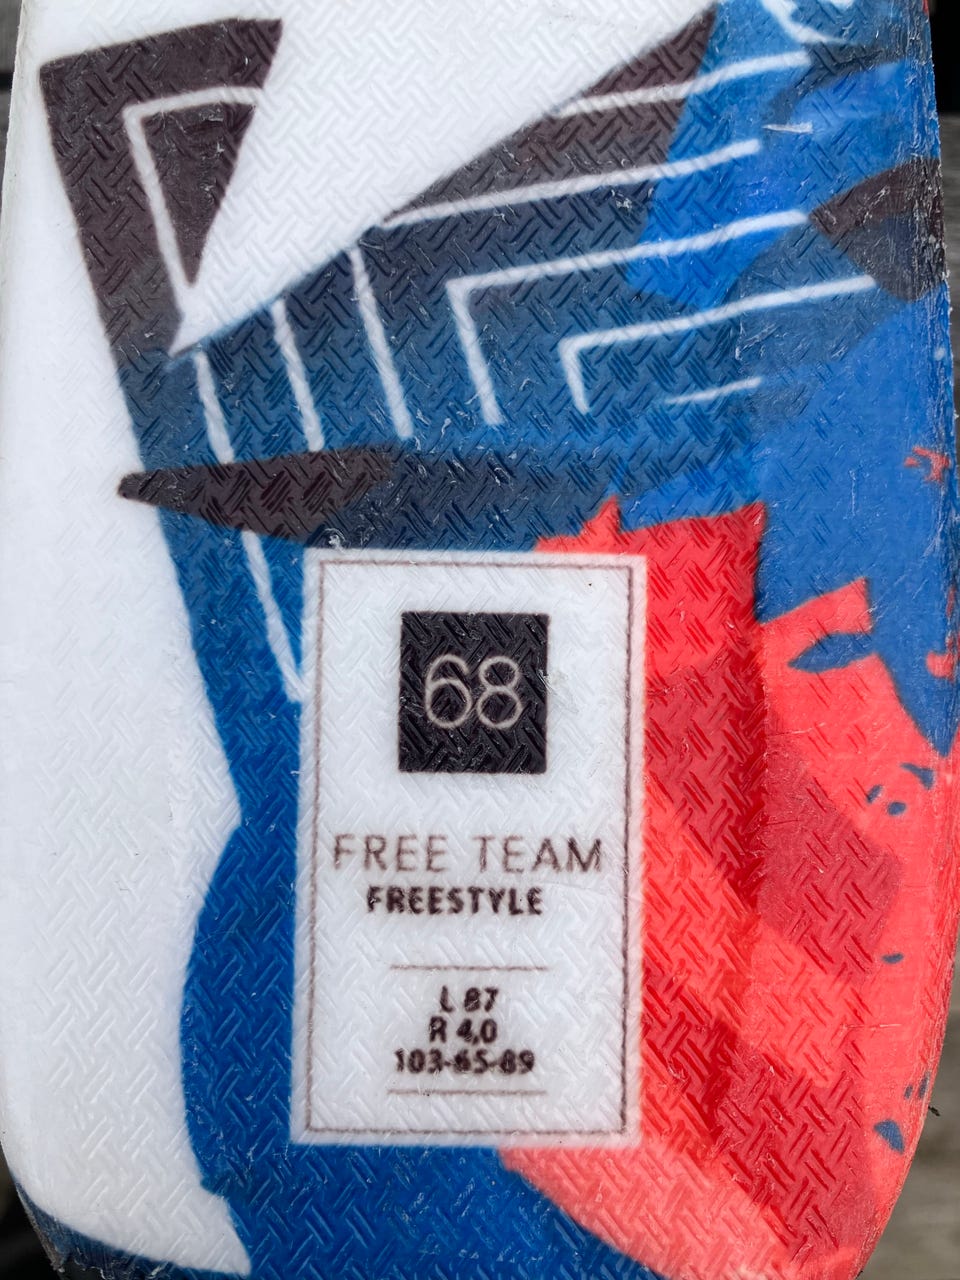 68
FREE TEAM
FREESTYLE
L 87
R 4,0
103-65-89